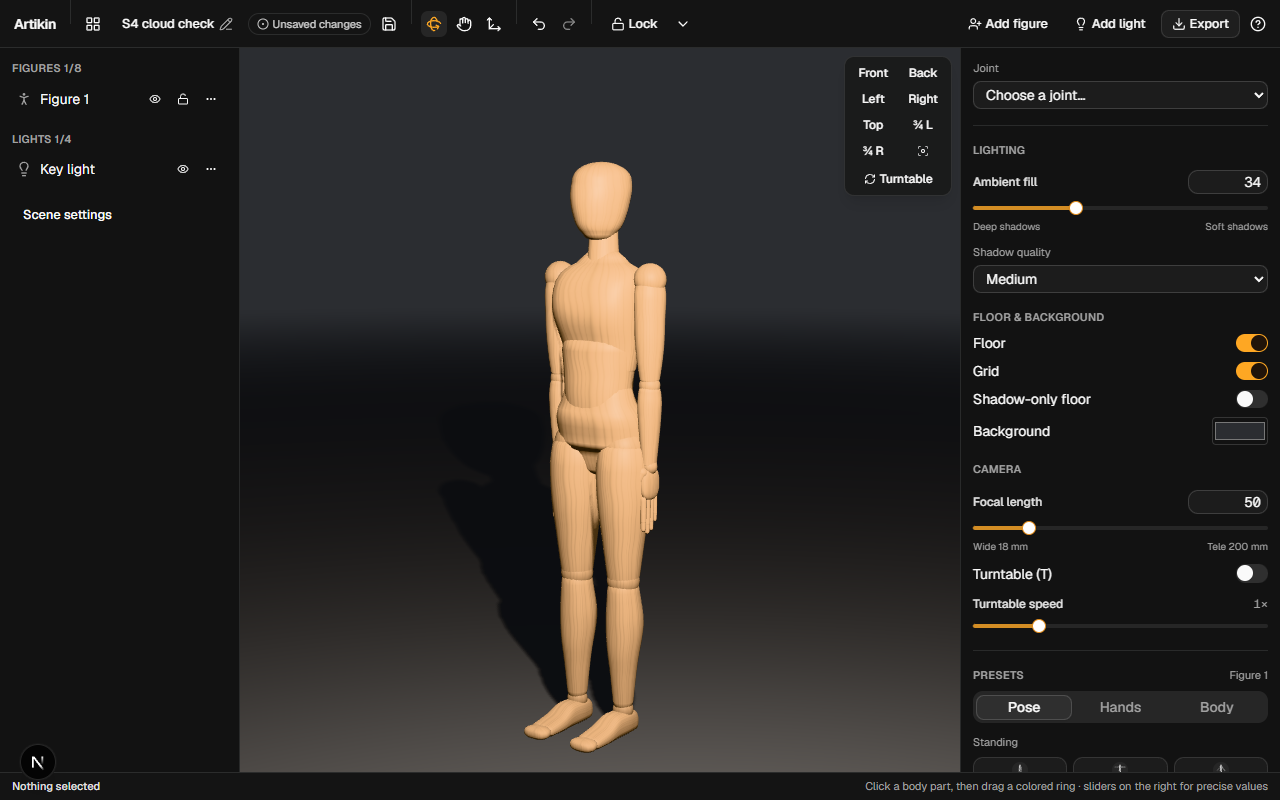 Artikin
S4 cloud check
Unsaved changes
Lock
Add figure
Add light
Export
FIGURES 1/8
Figure 1
LIGHTS 1/4
Key light
Scene settings
Front Back
Left Right
Top ¾ L
¾ R
Turntable
Joint
Choose a joint…
LIGHTING
Ambient fill 34
Deep shadows Soft shadows
Shadow quality
Medium
FLOOR & BACKGROUND
Floor
Grid
Shadow-only floor
Background
CAMERA
Focal length 50
Wide 18 mm Tele 200 mm
Turntable (T)
Turntable speed 1×
PRESETS Figure 1
Pose Hands Body
Standing
N
Nothing selected
Click a body part, then drag a colored ring · sliders on the right for precise values